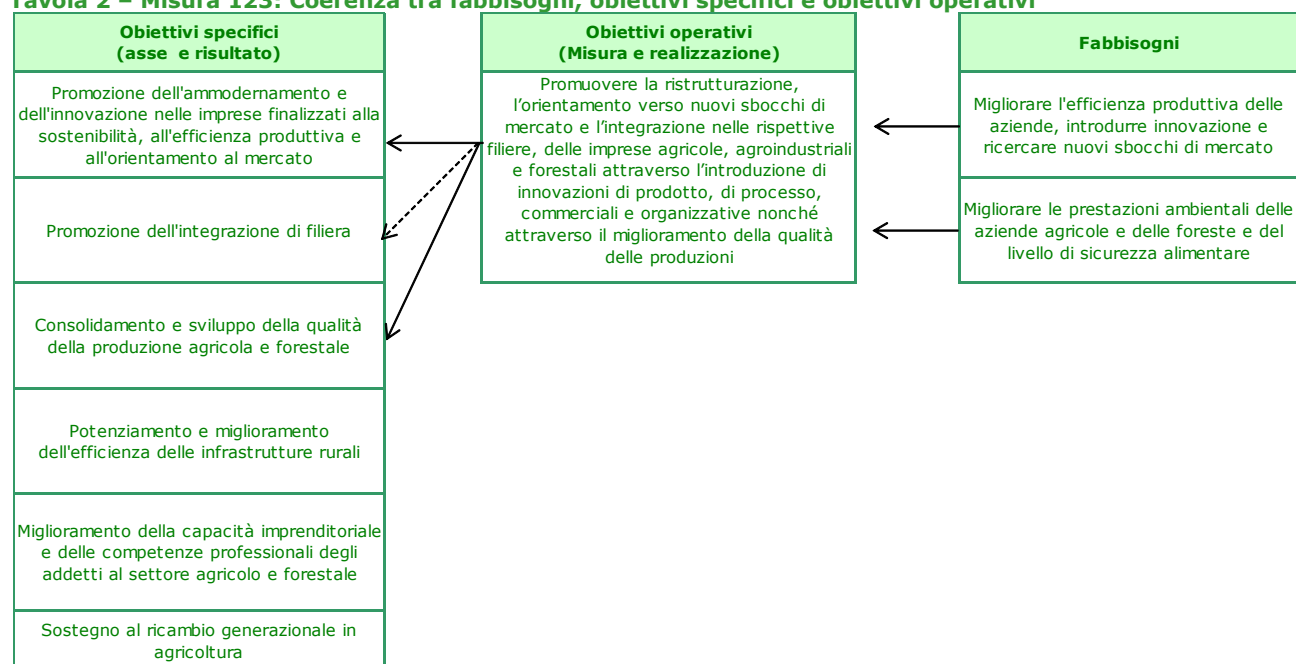 Tavola 2 – Misura 123: Coerenza tra fabbisogni, obiettivi specifici e obiettivi operativi
Obiettivi specifici
(asse e risultato)
Promozione dell'ammodernamento e
dell'innovazione nelle imprese finalizzati alla
sostenibilità, all'efficienza produttiva e
all'orientamento al mercato
Promozione dell'integrazione di filiera
Consolidamento e sviluppo della qualità
della produzione agricola e forestale
Potenziamento e miglioramento
dell'efficienza delle infrastrutture rurali
Miglioramento della capacità imprenditoriale
e delle competenze professionali degli
addetti al settore agricolo e forestale
Sostegno al ricambio generazionale in
agricoltura
Obiettivi operativi
(Misura e realizzazione)
Promuovere la ristrutturazione,
l’orientamento verso nuovi sbocchi di
mercato e l’integrazione nelle rispettive
filiere, delle imprese agricole, agroindustriali
e forestali attraverso l’introduzione di
innovazioni di prodotto, di processo,
commerciali e organizzative nonché
attraverso il miglioramento della qualità
delle produzioni
Fabbisogni
Migliorare l'efficienza produttiva delle
aziende, introdurre innovazione e
ricercare nuovi sbocchi di mercato
Migliorare le prestazioni ambientali delle
aziende agricole e delle foreste e del
livello di sicurezza alimentare